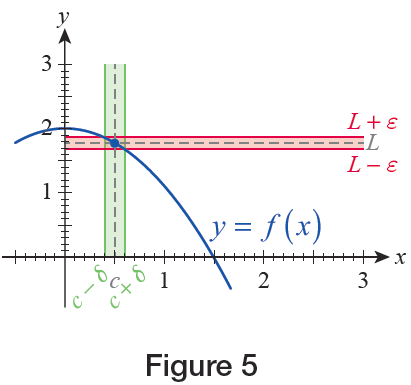 y
3
L + ε
2
L
L − ε
1
y = f(x)
x
c − δ
c
c + δ
1
2
3
Figure 5